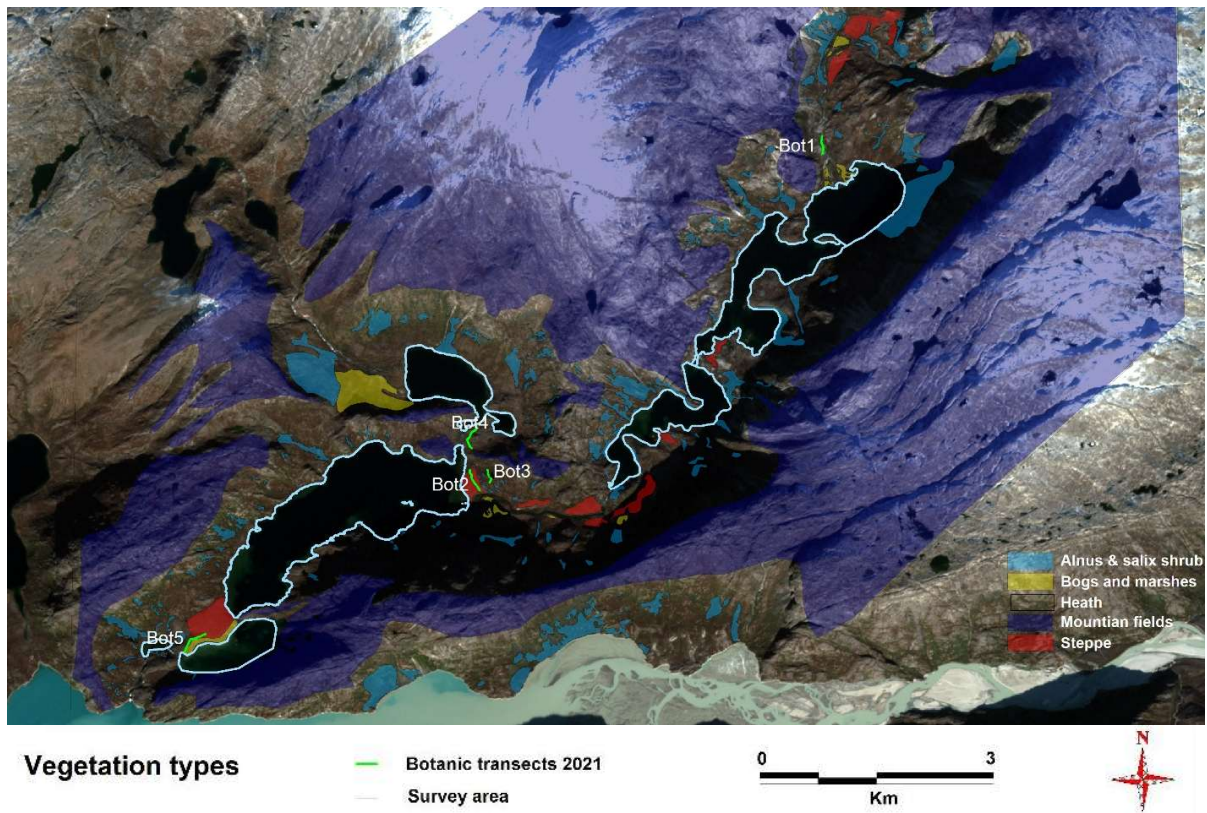 Bot1
Bot4
Bot3
Bot2
Bot5
Alnus & salix shrub
Bogs and marshes
Heath
Mountian fields
Steppe
Vegetation types
Botanic transects 2021
Survey area
0 3
Km
N